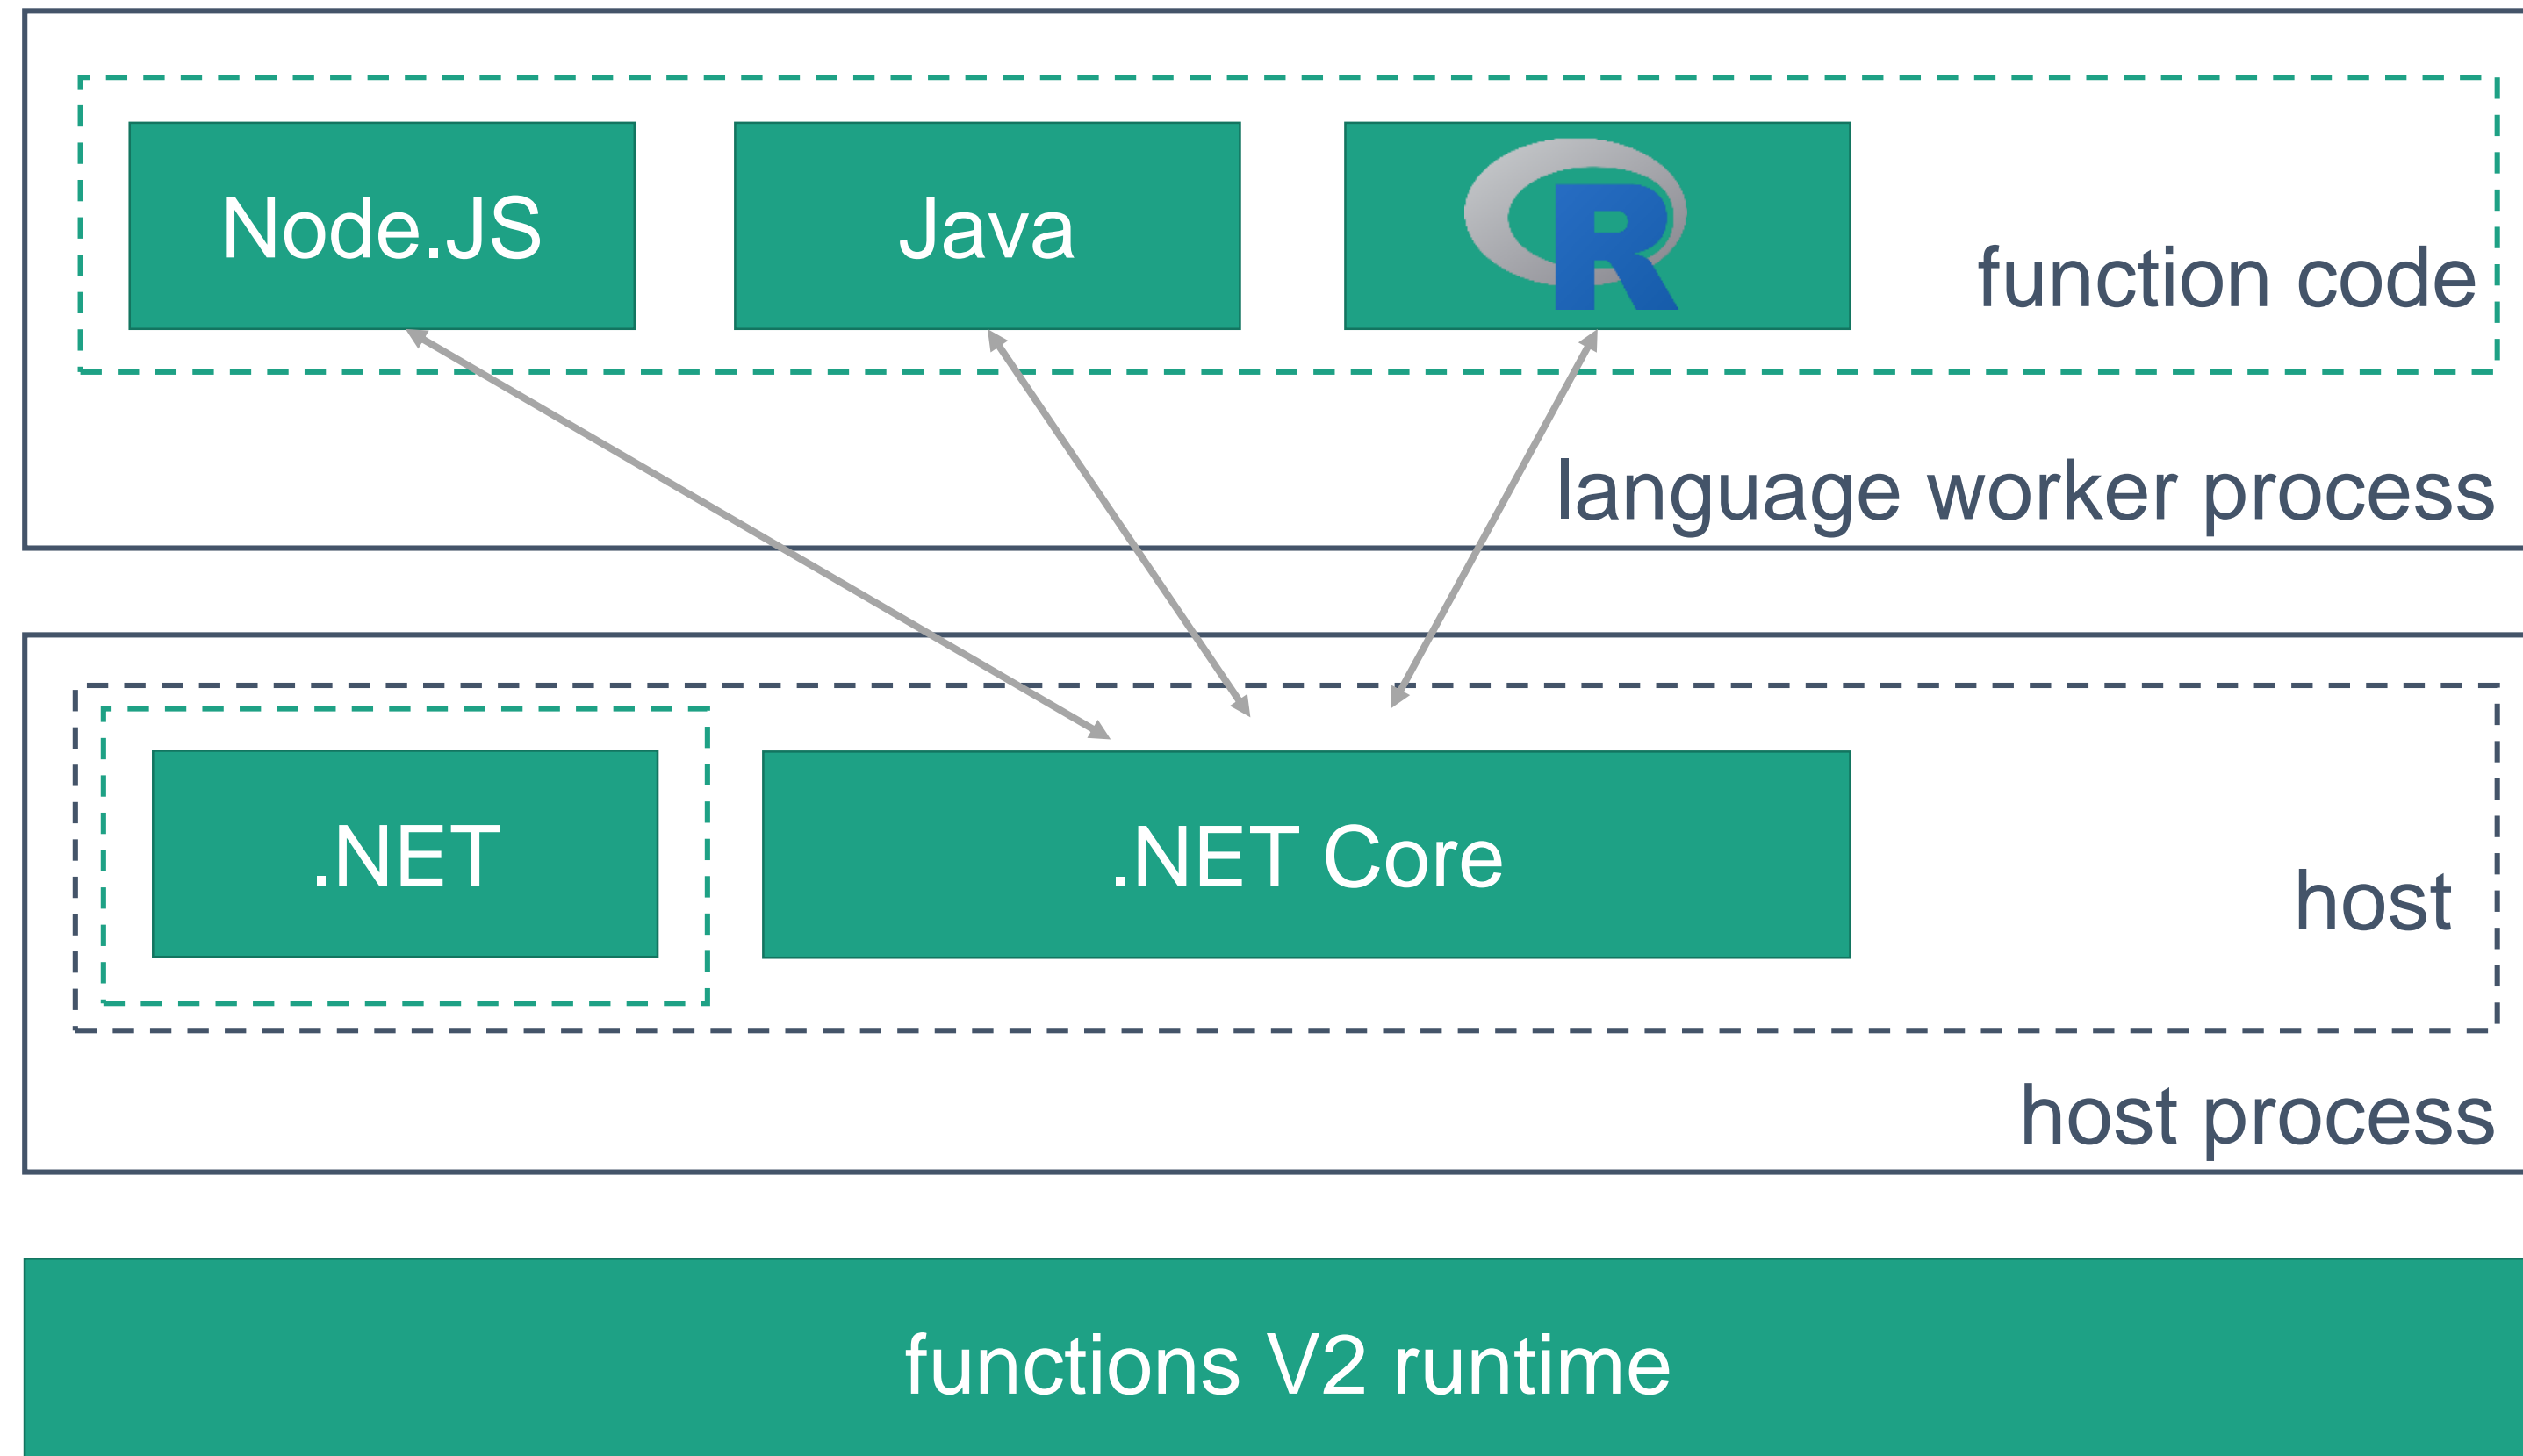 Node.JS
Java
R
function code
language worker process
.NET
.NET Core
host
host process
functions V2 runtime